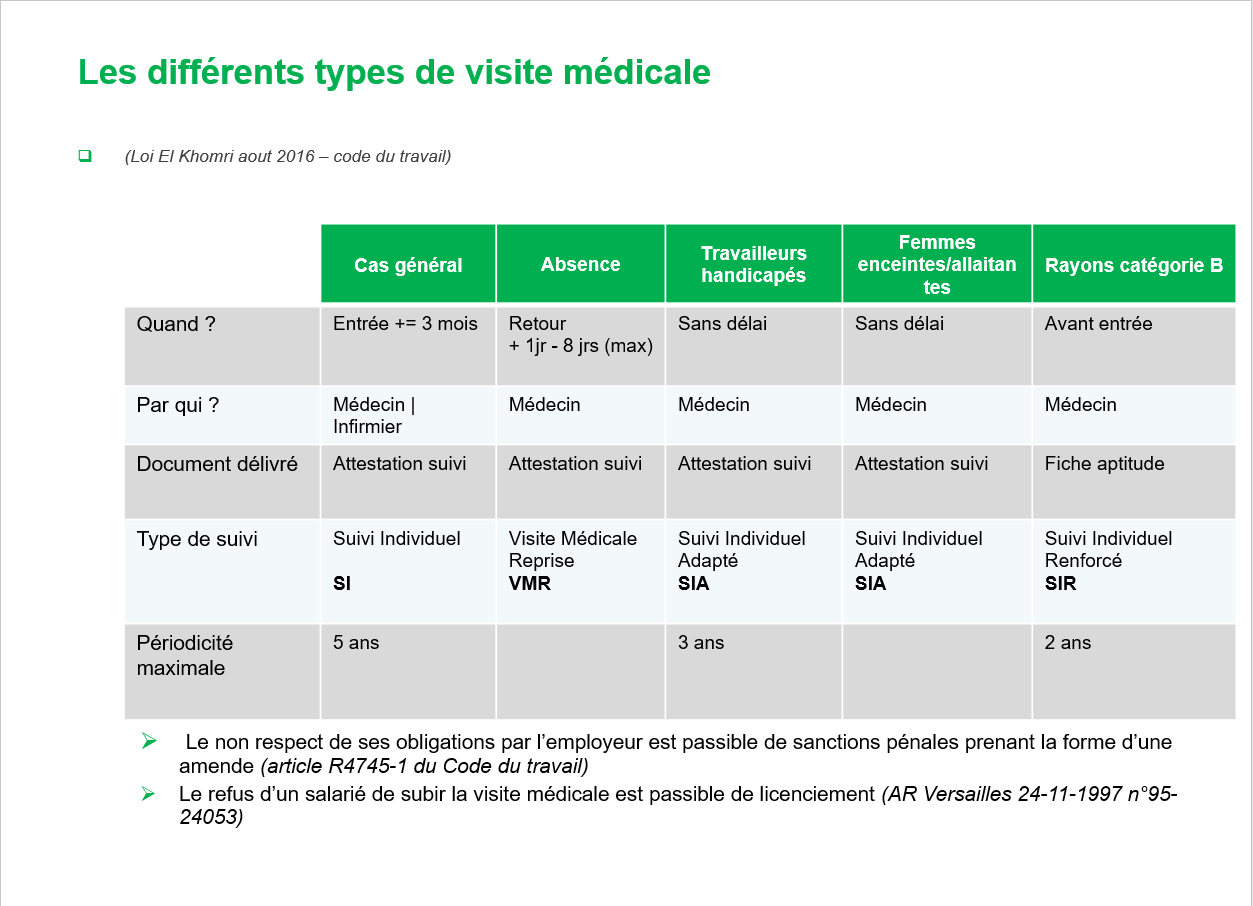 Les différents types de visite médicale
(Loi El Khomri aout 2016 – code du travail)
Cas général
Absence
Travailleurs
handicapés
Femmes
enceintes/allaitan
tes
Rayons catégorie B
Quand ?
Entrée += 3 mois
Retour
+ 1jr - 8 jrs (max)
Sans délai
Sans délai
Avant entrée
Par qui ?
Médecin |
Infirmier
Médecin
Médecin
Médecin
Médecin
Document délivré
Attestation suivi
Attestation suivi
Attestation suivi
Attestation suivi
Fiche aptitude
Type de suivi
Suivi Individuel
SI
Visite Médicale
Reprise
VMR
Suivi Individuel
Adapté
SIA
Suivi Individuel
Adapté
SIA
Suivi Individuel
Renforcé
SIR
Périodicité
maximale
5 ans
3 ans
2 ans
Le non respect de ses obligations par l’employeur est passible de sanctions pénales prenant la forme d’une
amende (article R4745-1 du Code du travail)
Le refus d’un salarié de subir la visite médicale est passible de licenciement (AR Versailles 24-11-1997 n°95-
24053)